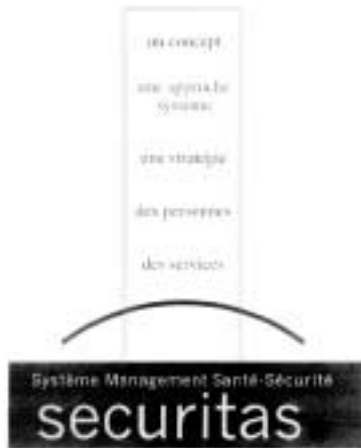 un concept
une approche
système
une stratégie
des personnes
des services
Système Management Santé-Sécurité
securitas